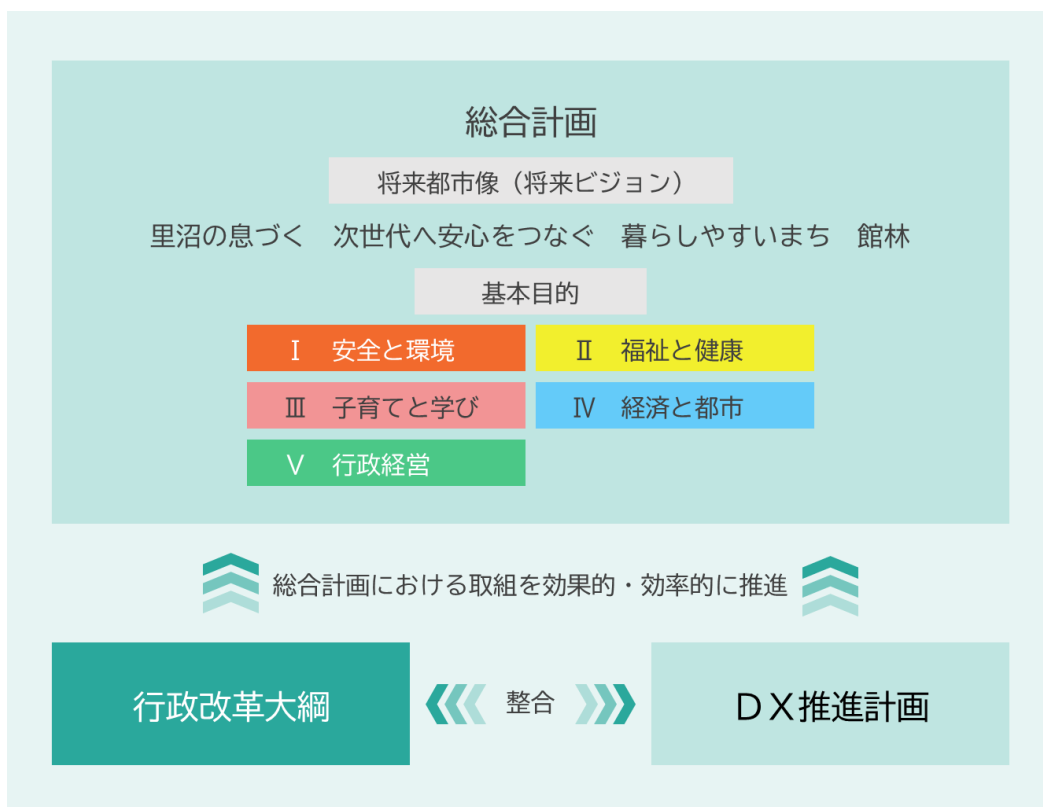 総合計画
将来都市像（将来ビジョン）
里沼の息づく　次世代へ安心をつなぐ　暮らしやすいまち　館林
基本目的
Ⅰ　安全と環境
Ⅱ　福祉と健康
Ⅲ　子育てと学び
Ⅳ　経済と都市
Ⅴ　行政経営
総合計画における取組を効果的・効率的に推進
行政改革大綱
整合
ＤＸ推進計画